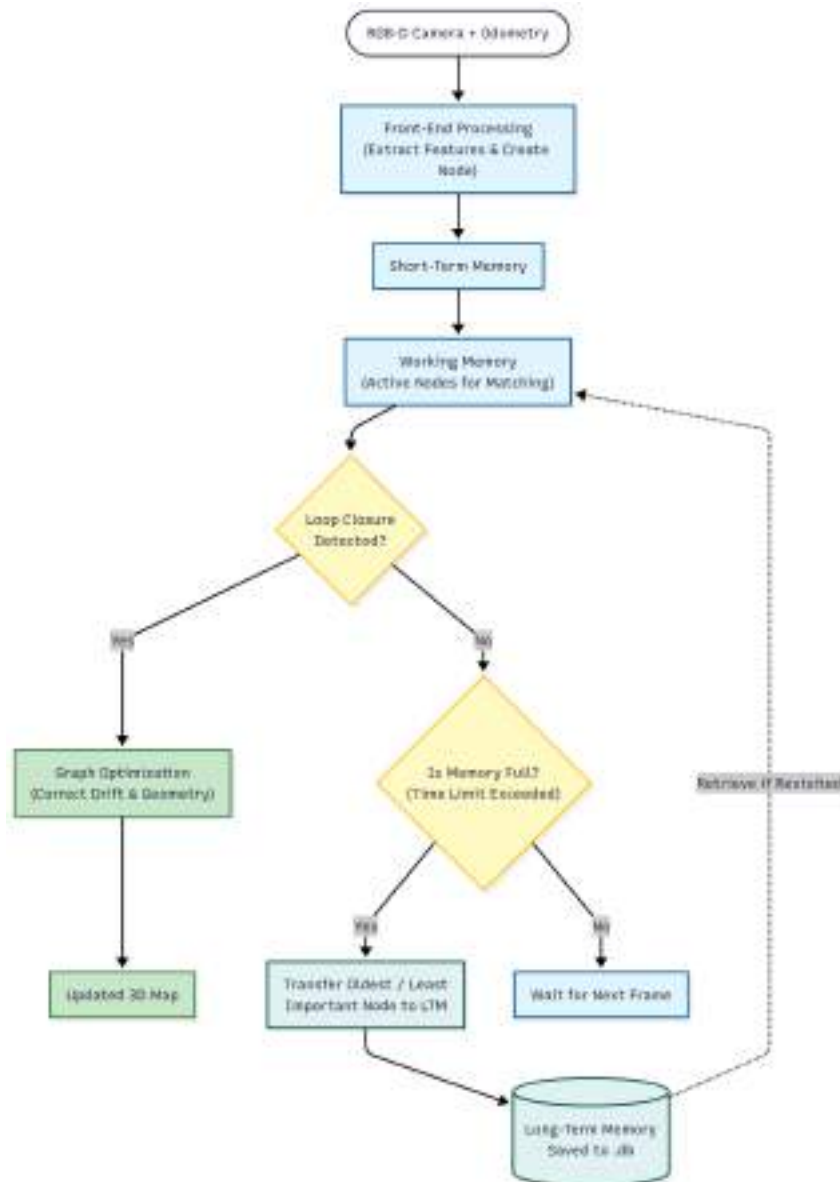 RGB-D Camera + Odometry
Front-End Processing
(Extract Features & Create
Node)
Short-Term Memory
Working Memory
(Active Nodes for Matching)
Loop Closure
Detected?
Yes
No
Graph Optimization
(Correct Drift & Geometry)
Is Memory Full?
(Time Limit Exceeded)
Retrieve if Revisited
Yes
No
Updated 3D Map
Transfer Oldest / Least
Important Node to LTM
Wait for Next Frame
Long-Term Memory
Saved to .db